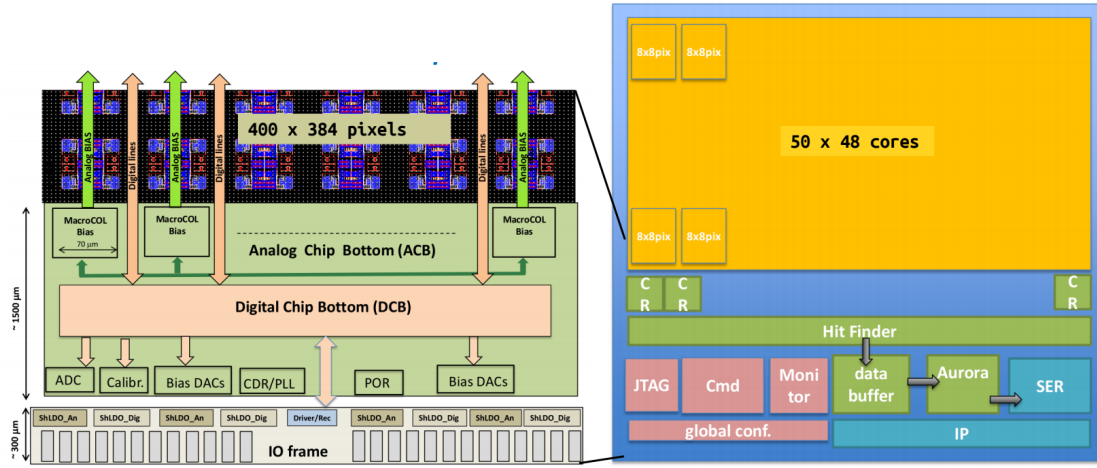 Analog BIAS
Digital lines
Analog BIAS
Digital lines
Digital lines
Analog BIAS
400 x 384 pixels
MacroCOL
Bias
70 µm
MacroCOL
Bias
MacroCOL
Bias
Analog Chip Bottom (ACB)
Digital Chip Bottom (DCB)
~ 1500 µm
ADC
Calibr.
Bias DACs
CDR/PLL
POR
Bias DACs
~ 300 µm
ShLDO_An
ShLDO_Dig
ShLDO_An
ShLDO_Dig
Driver/Rec
ShLDO_An
ShLDO_Dig
ShLDO_An
ShLDO_Dig
IO frame
8x8pix
8x8pix
50 x 48 cores
8x8pix
8x8pix
C
R
C
R
C
R
Hit Finder
JTAG
Cmd
Moni
tor
data
buffer
Aurora
SER
global conf.
IP